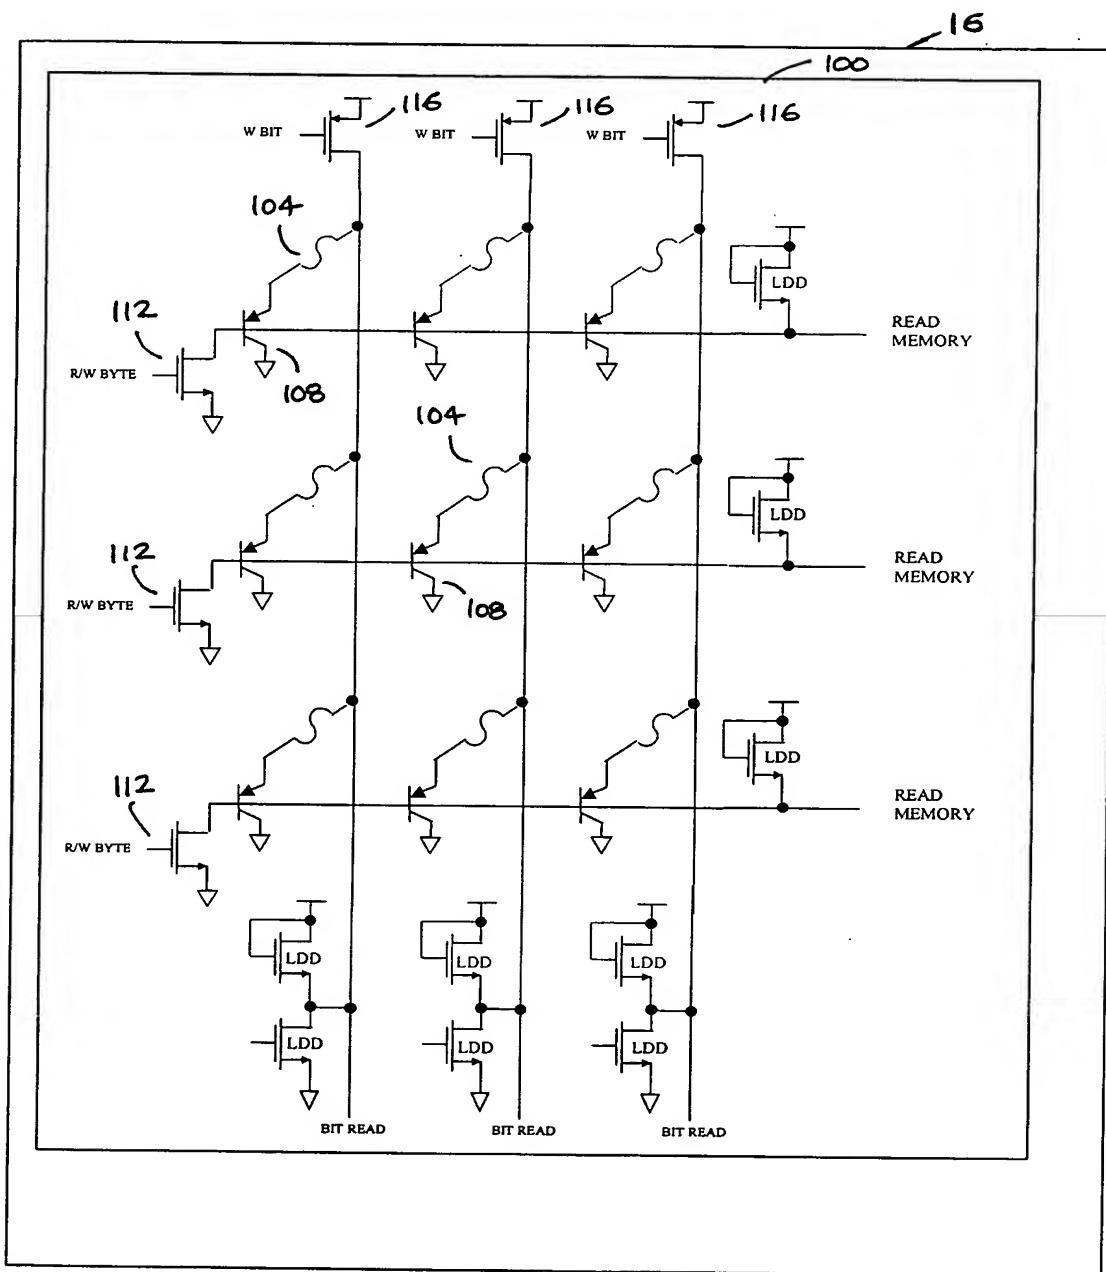 16
100
116
116
116
W BIT
W BIT
W BIT
104
LDD
112
READ
MEMORY
R/W BYTE
108
104
LDD
112
READ
MEMORY
R/W BYTE
108
LDD
112
READ
MEMORY
R/W BYTE
LDD
LDD
LDD
LDD
LDD
LDD
BIT READ
BIT READ
BIT READ